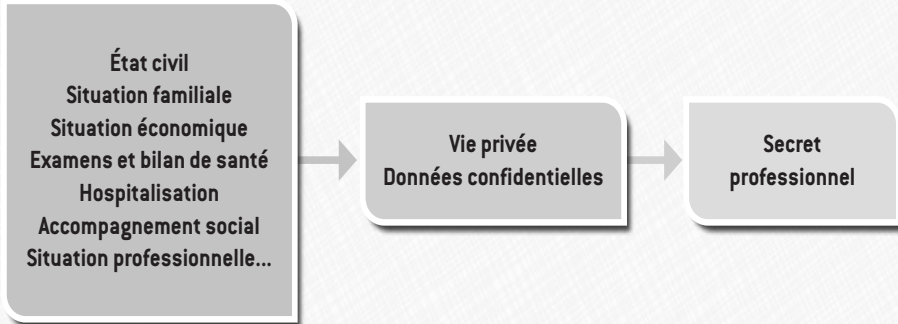 État civil
Situation familiale
Situation économique
Examens et bilan de santé
Hospitalisation
Accompagnement social
Situation professionnelle...
Vie privée
Données confidentielles
Secret
professionnel